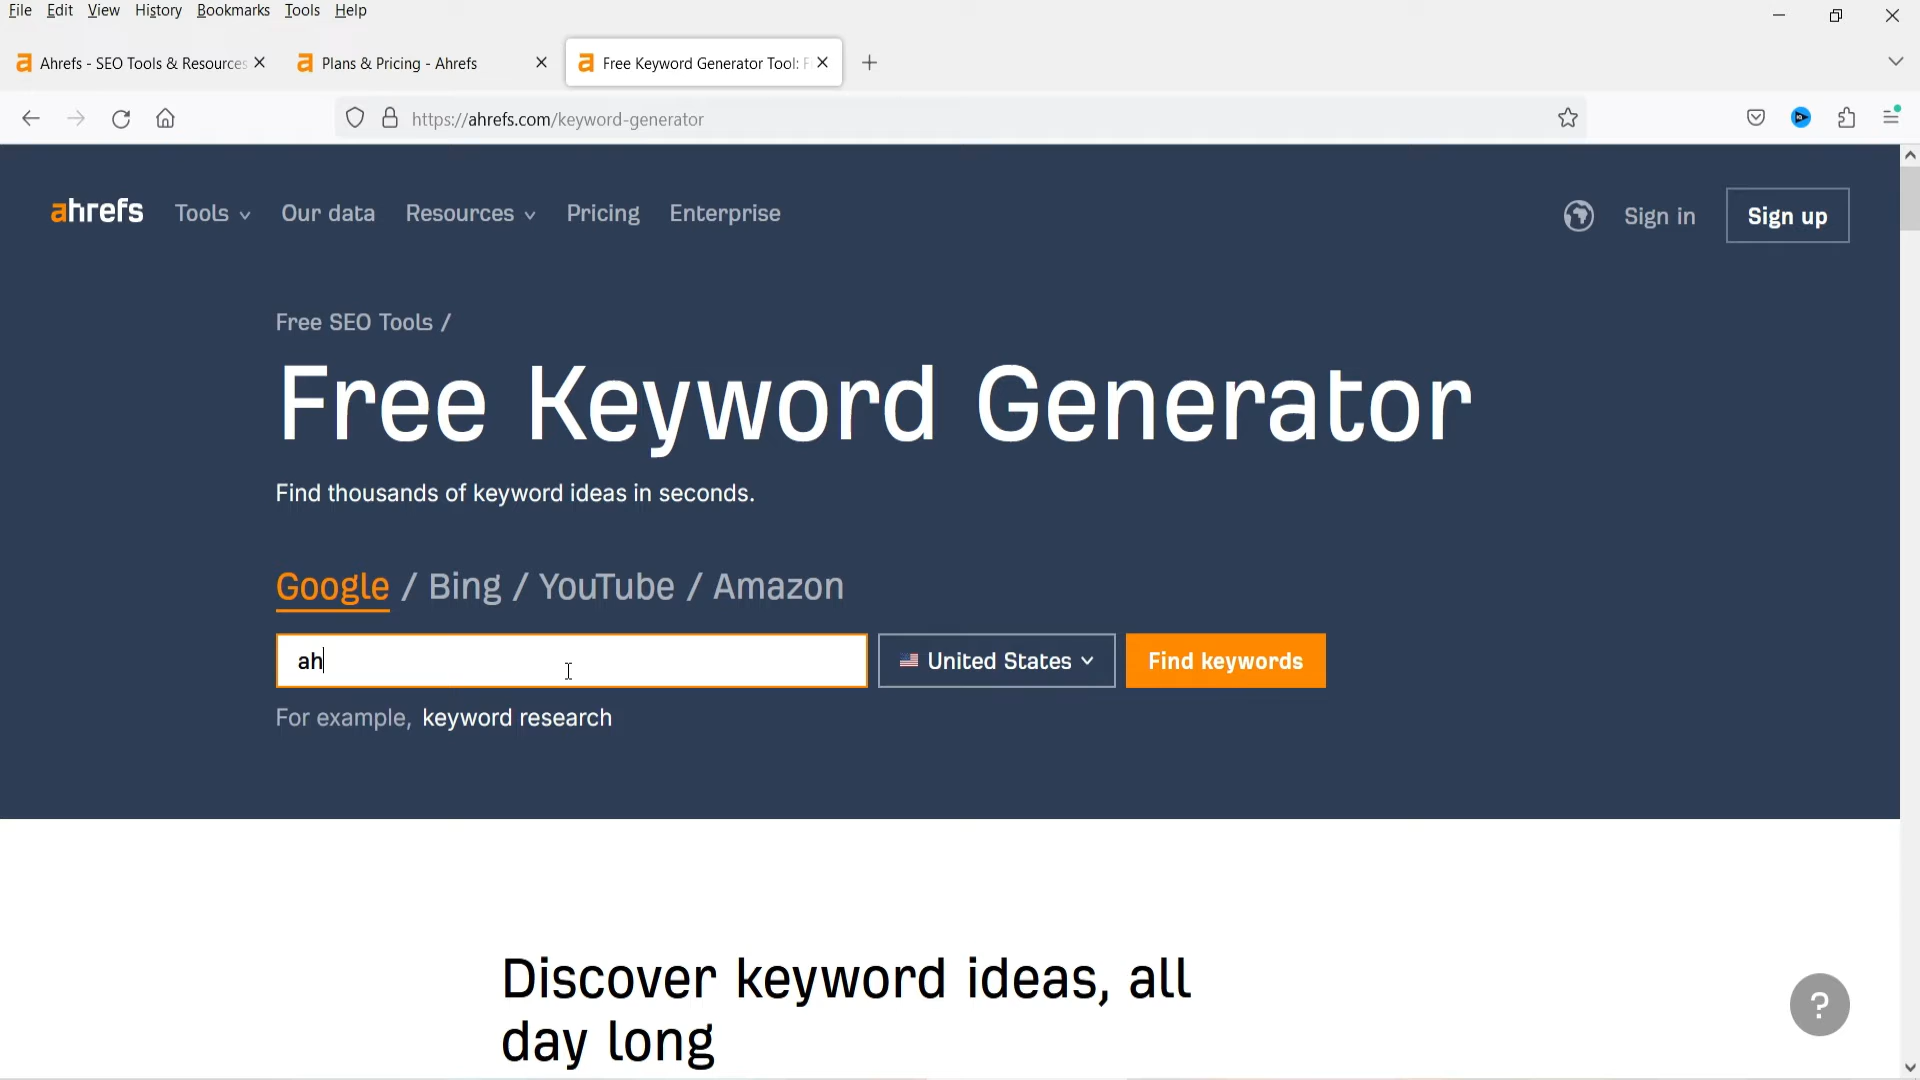 File Edit View History Bookmarks Tools Help
Ahrefs - SEO Tools & Resources
Plans & Pricing - Ahrefs
Free Keyword Generator Tool: F
https://ahrefs.com/keyword-generator
ahrefs Tools Our data Resources Pricing Enterprise Sign in Sign up
Free SEO Tools /
Free Keyword Generator
Find thousands of keyword ideas in seconds.
Google / Bing / YouTube / Amazon
ah United States Find keywords
For example, keyword research
Discover keyword ideas, all
day long
?